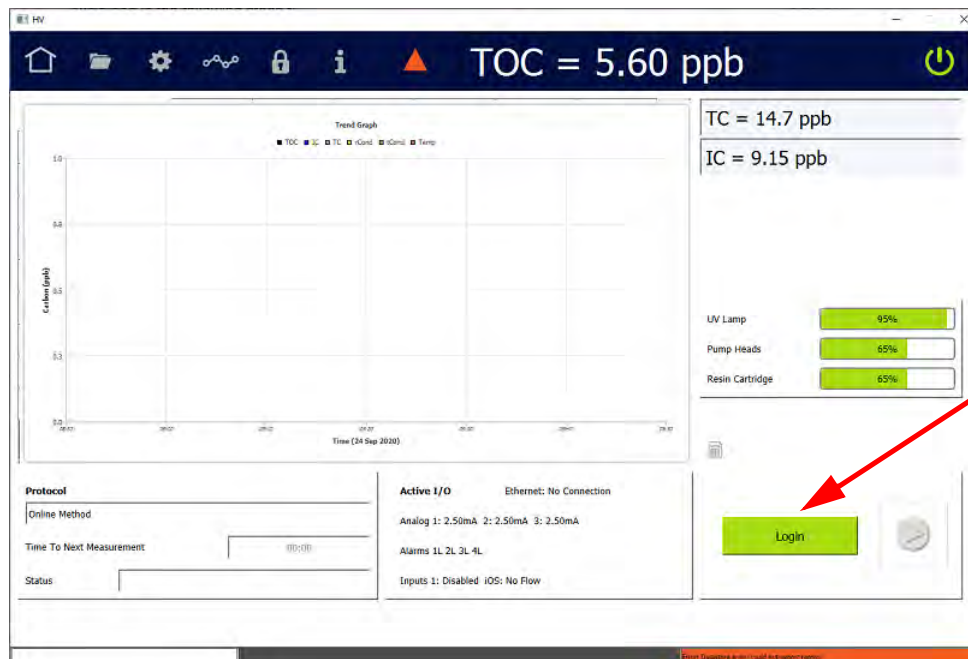 HV
TOC = 5.60 ppb
TC = 14.7 ppb
IC = 9.15 ppb
Trend Graph
TOC IC TC rCond Temp
1.0
0.8
Carbon (ppb)
0.5
0.3
0.0
Time (24 Sep 2020)
UV Lamp 95%
Pump Heads 65%
Resin Cartridge 65%
Protocol
Online Method
Time To Next Measurement 00:00
Status
Active I/O Ethernet: No Connection
Analog 1: 2.50mA 2: 2.50mA 3: 2.50mA
Alarms 1L 2L 3L 4L
Inputs 1: Disabled iOS: No Flow
Login